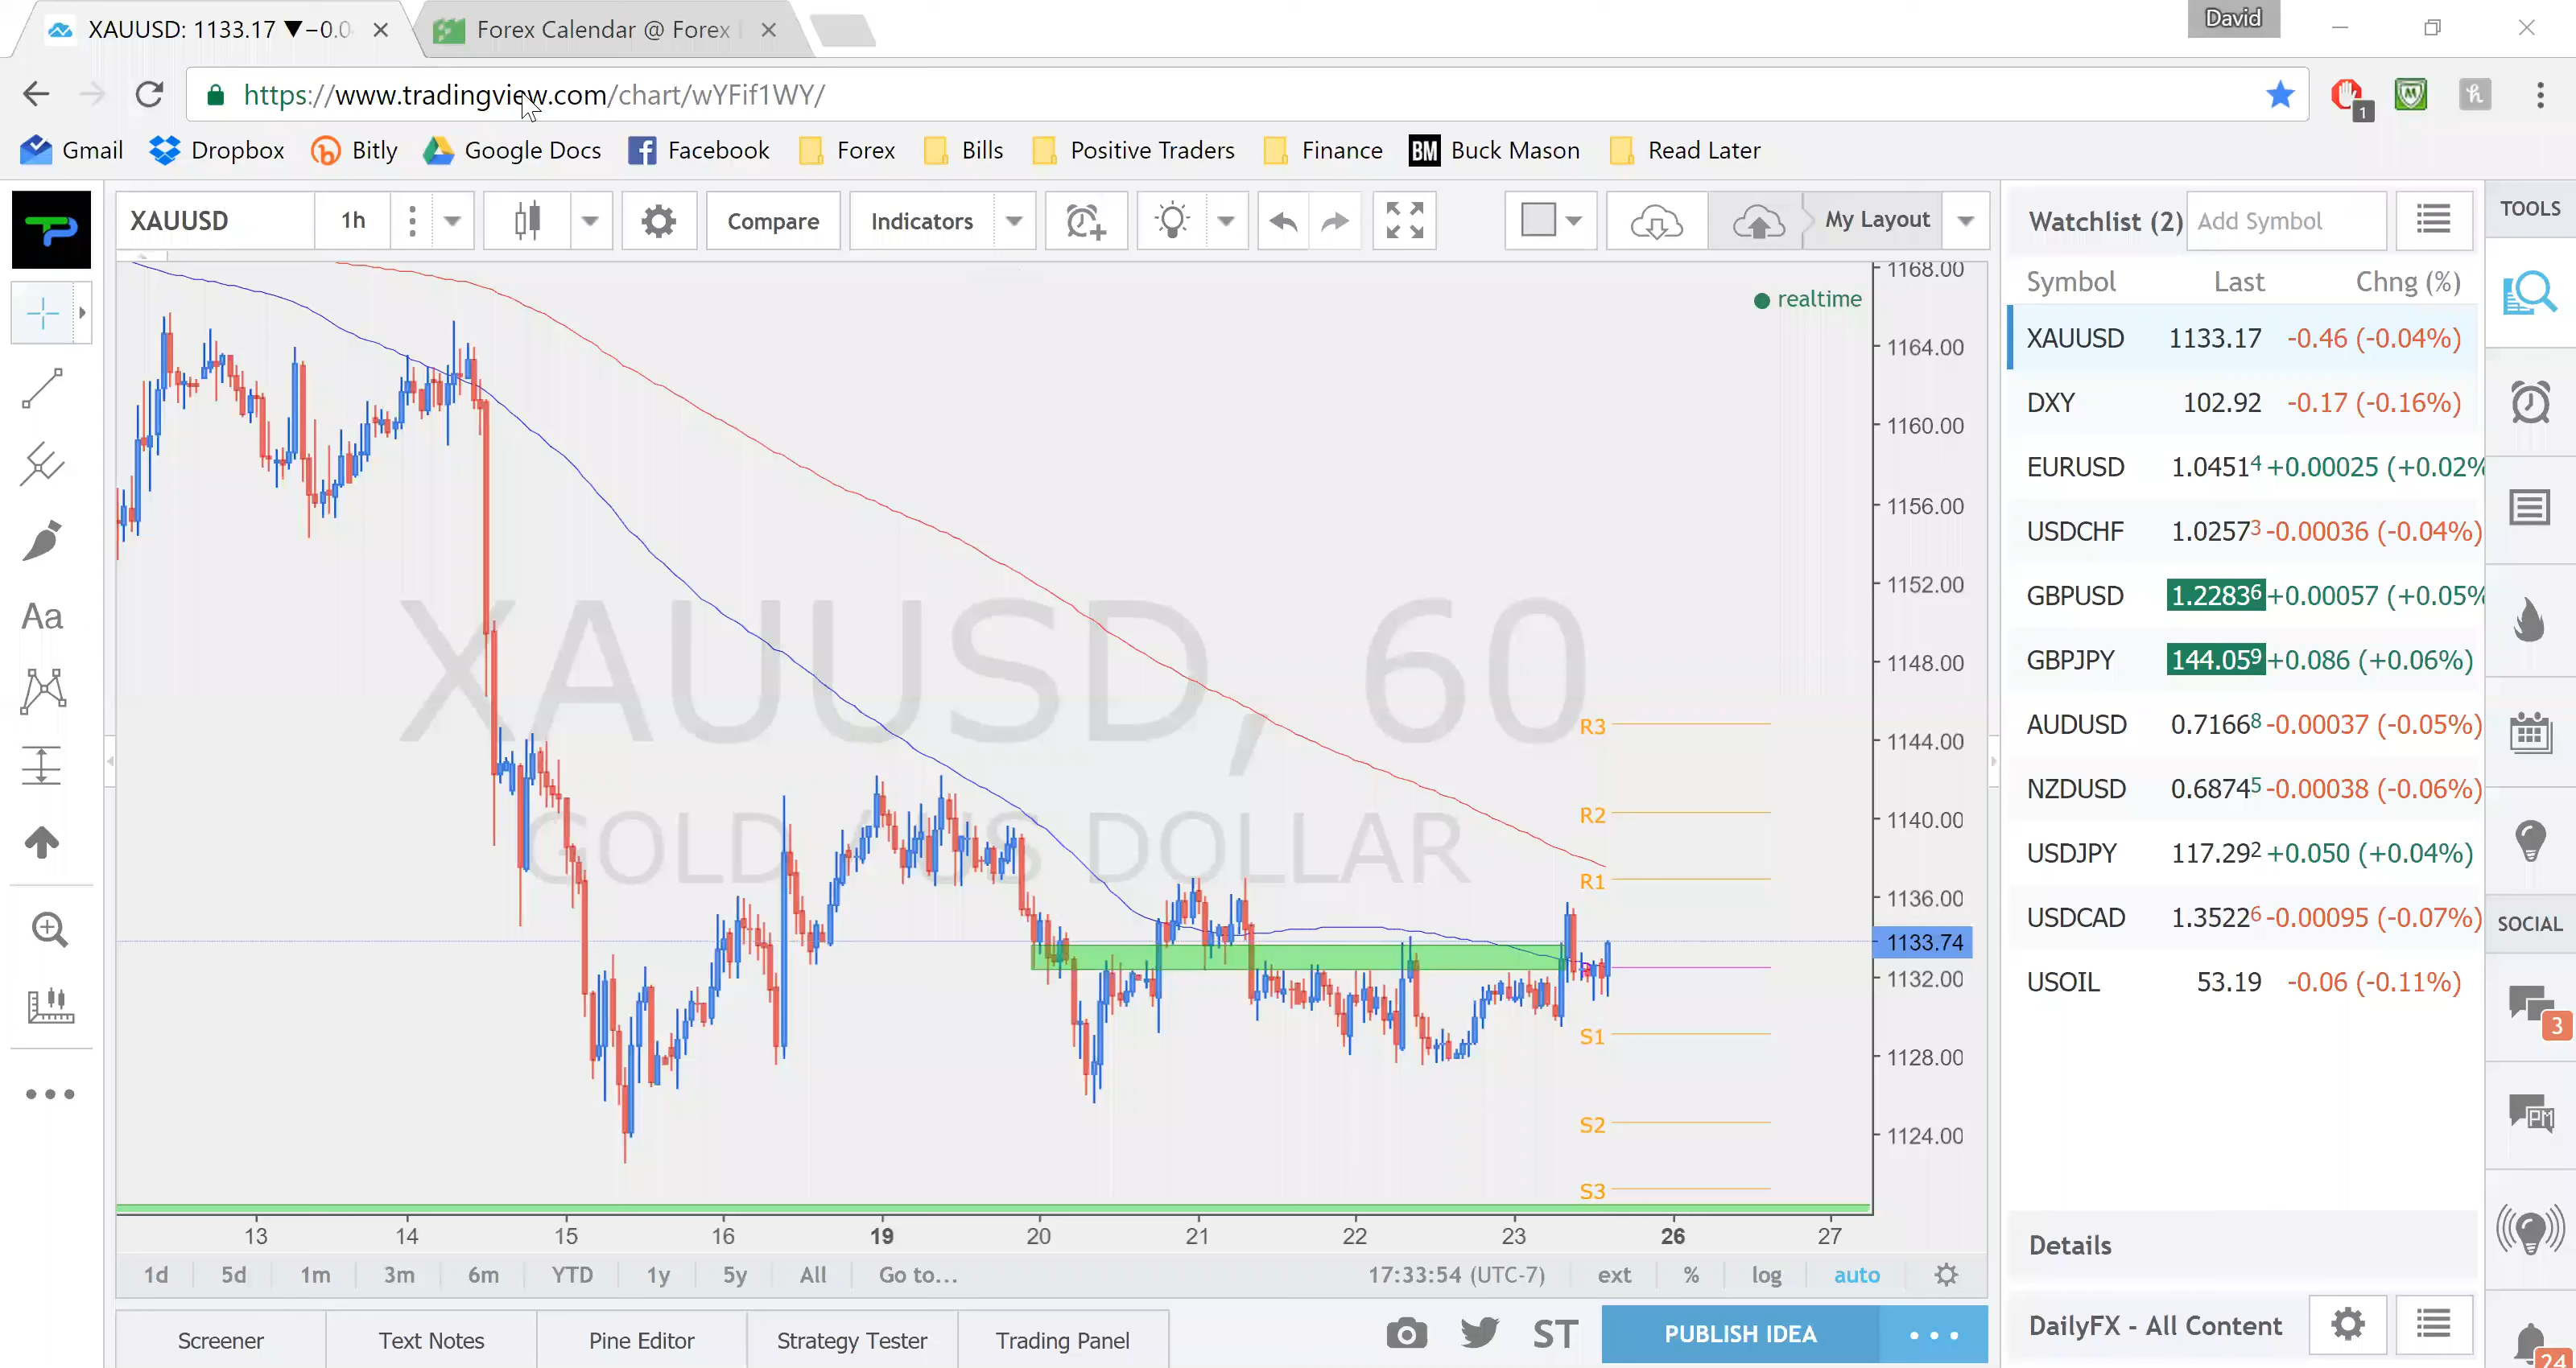 XAUUSD: 1133.17 ▼−0.0
Forex Calendar @ Forex
David
https://www.tradingview.com/chart/wYFif1WY/
1
Gmail Dropbox Bitly Google Docs Facebook Forex Bills Positive Traders Finance BM Buck Mason Read Later
XAUUSD 1h Compare Indicators My Layout
Watchlist (2) Add Symbol
TOOLS
Symbol Last Chng (%)
XAUUSD 1133.17 -0.46 (-0.04%)
DXY 102.92 -0.17 (-0.16%)
EURUSD 1.04514 +0.00025 (+0.02%
USDCHF 1.02573 -0.00036 (-0.04%)
GBPUSD 1.22836 +0.00057 (+0.05%
GBPJPY 144.059 +0.086 (+0.06%)
AUDUSD 0.71668 -0.00037 (-0.05%)
NZDUSD 0.68745 -0.00038 (-0.06%)
USDJPY 117.292 +0.050 (+0.04%)
USDCAD 1.35226 -0.00095 (-0.07%)
USOIL 53.19 -0.06 (-0.11%)
SOCIAL
3
PM
24
Aa
realtime
XAUUSD, 60
GOLD / US DOLLAR
1168.00
1164.00
1160.00
1156.00
1152.00
1148.00
1144.00
1140.00
1136.00
1133.74
1132.00
1128.00
1124.00
R3
R2
R1
P
S1
S2
S3
13 14 15 16 19 20 21 22 23 26 27
1d 5d 1m 3m 6m YTD 1y 5y All Go to... 17:33:54 (UTC-7) ext % log auto
Screener Text Notes Pine Editor Strategy Tester Trading Panel ST PUBLISH IDEA
Details
DailyFX - All Content